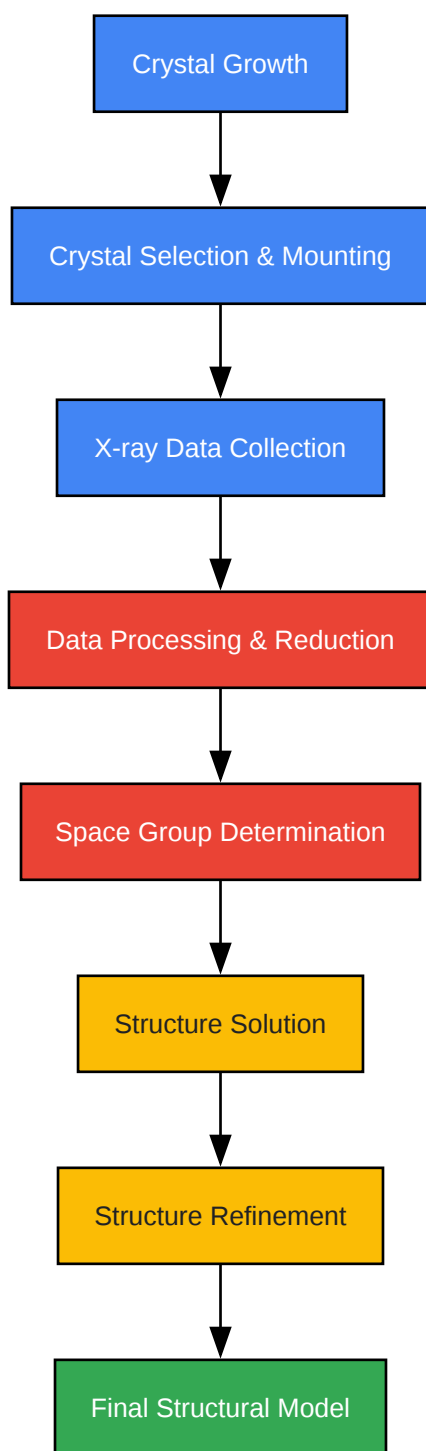 Crystal Growth
Crystal Selection & Mounting
X-ray Data Collection
Data Processing & Reduction
Space Group Determination
Structure Solution
Structure Refinement
Final Structural Model